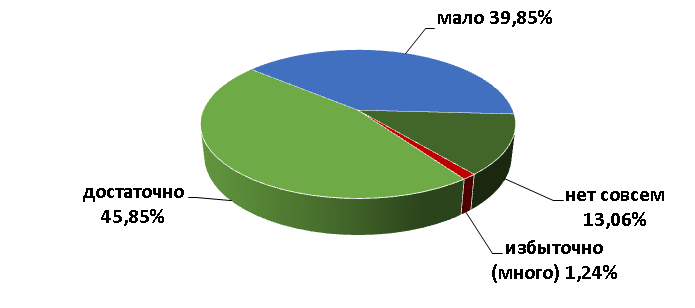 мало 39,85%
достаточно
45,85%
нет совсем
13,06%
избыточно
(много) 1,24%